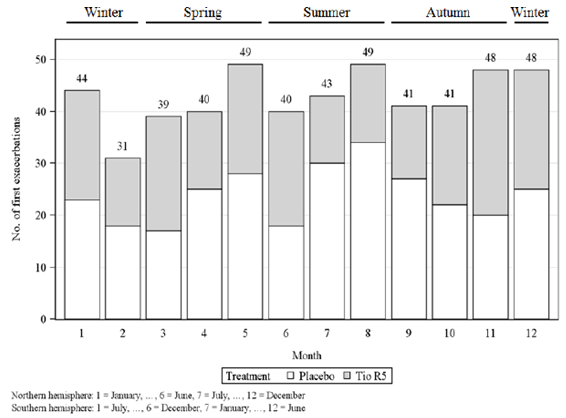 Winter Spring Summer Autumn Winter
No. of first exacerbations
50
40
30
20
10
0
44 31 39 40 49 40 43 49 41 41 48 48
1 2 3 4 5 6 7 8 9 10 11 12
Month
Treatment Placebo Tio R5
Northern hemisphere: 1 = January, ..., 6 = June, 7 = July, ..., 12 = December
Southern hemisphere: 1 = July, ..., 6 = December, 7 = January, ..., 12 = June